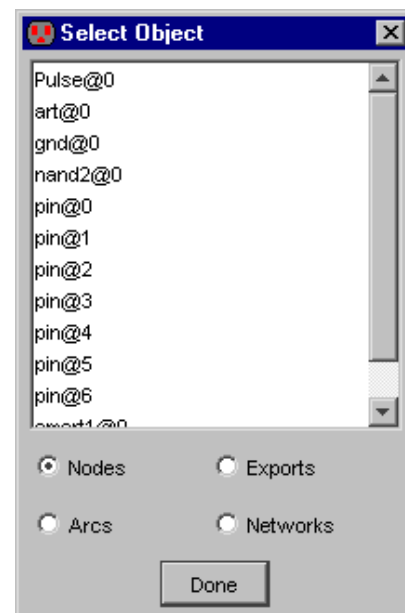 Select Object
Pulse@0
art@0
gnd@0
nand2@0
pin@0
pin@1
pin@2
pin@3
pin@4
pin@5
pin@6
Nodes Exports
Arcs Networks
Done